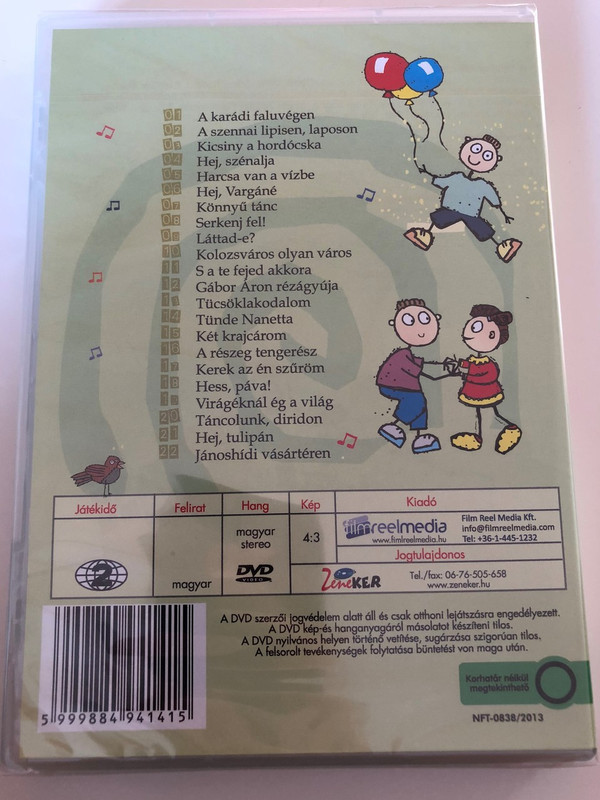 01 A karádi faluvégen
02 A szennai lipisen, laposon
03 Kicsiny a hordócska
04 Hej, szénalja
05 Harcsa van a vízbe
06 Hej, Vargáné
07 Könnyű tánc
08 Serkenj fel!
09 Láttad-e?
10 Kolozsváros olyan város
11 S a te fejed akkora
12 Gábor Áron rézágyúja
13 Tücsöklakodalom
14 Tünde Nanetta
15 Két krajcárom
16 A részeg tengerész
17 Kerek az én szűröm
18 Hess, páva!
19 Virágéknál ég a világ
20 Táncolunk, diridon
21 Hej, tulipán
22 Jánoshídi vásártéren
Játékidő Felirat Hang Kép Kiadó
2 magyar magyar stereo 4:3
DVD VIDEO
filmreelmedia
www.fimlreelmedia.hu
Film Reel Media Kft.
info@filmreelmedia.com
Tel: +36-1-445-1232
Jogtulajdonos
ZeneKER
Tel./fax: 06-76-505-658
www.zeneker.hu
A DVD szerzői jogvédelem alatt áll és csak otthoni lejátszásra engedélyezett.
A DVD kép-és hanganyagáról másolatot készíteni tilos.
A DVD nyilvános helyen történő vetítése, sugárzása szigorúan tilos,
A felsorolt tevékenységek folytatása büntetést von maga után.
Korhatár nélkül
megtekinthető
NFT-0838/2013
5 999884 941415